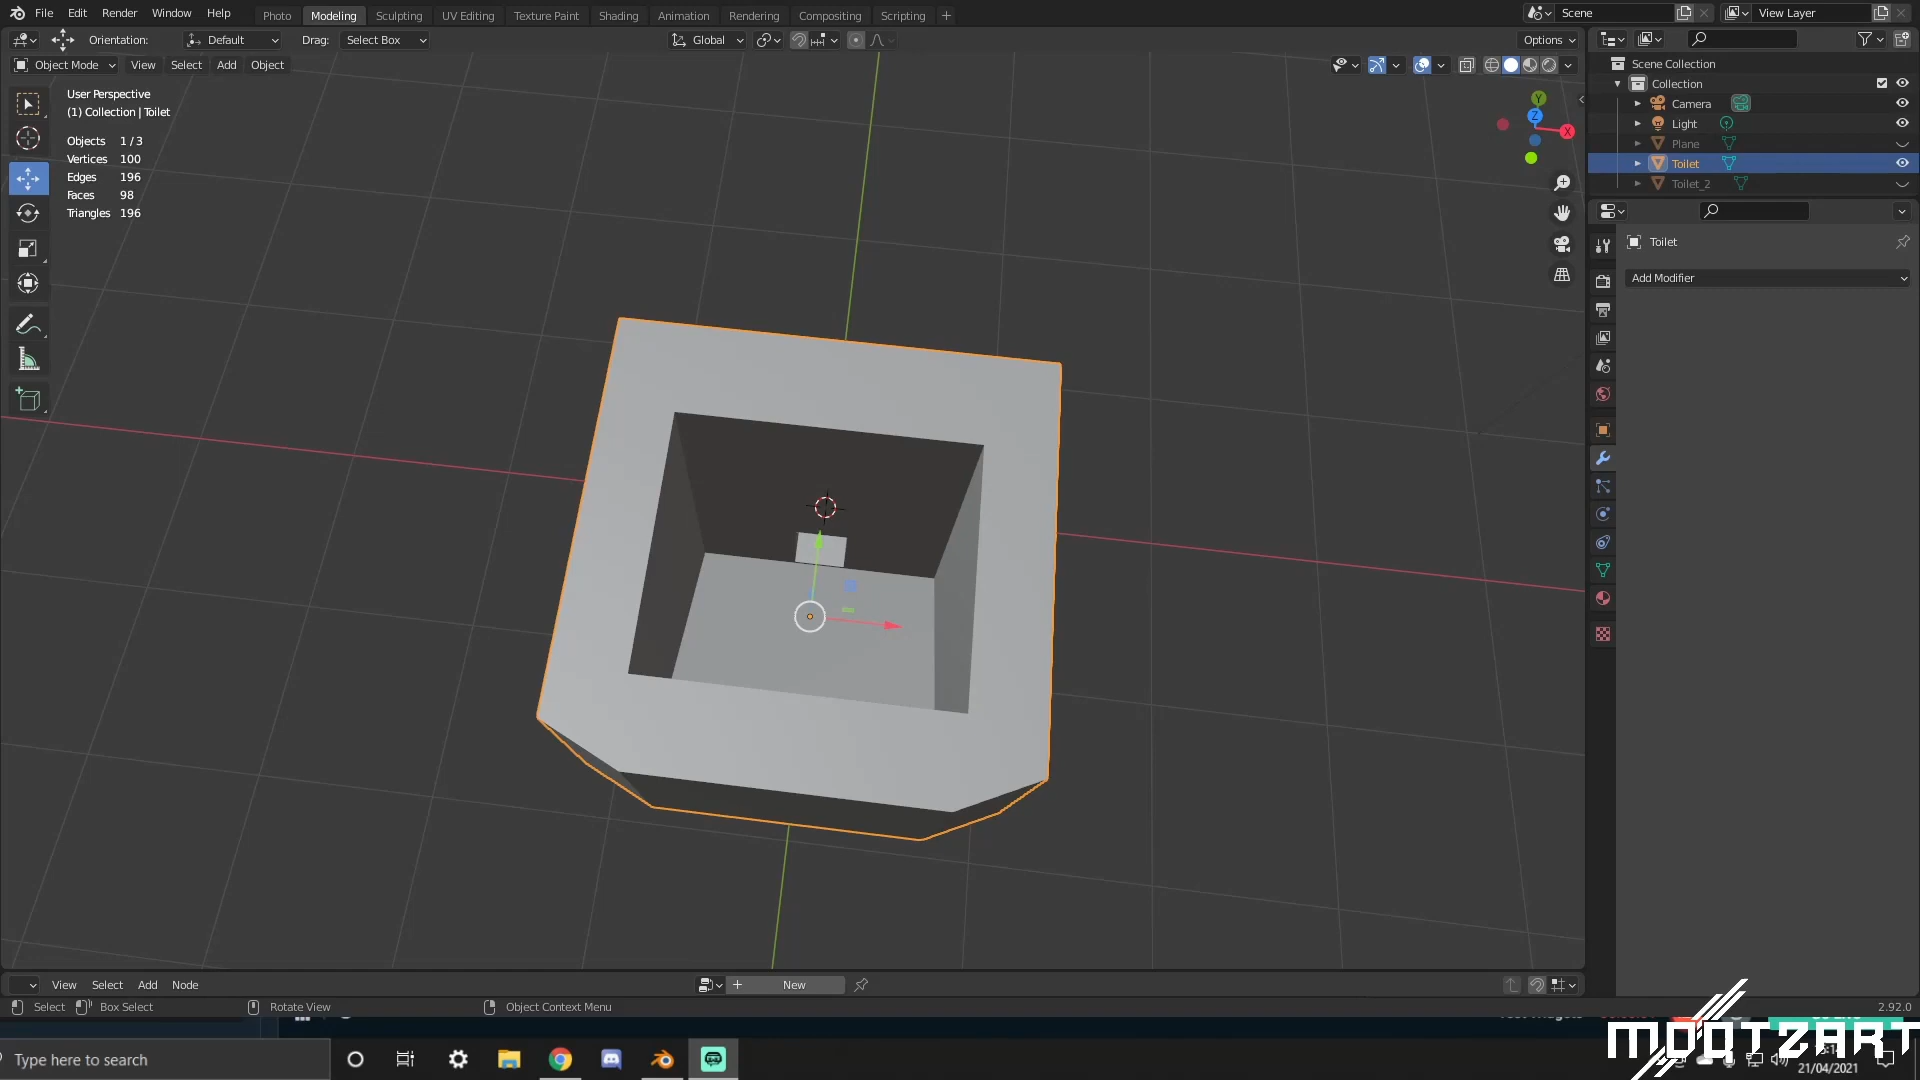 File Edit Render Window Help Photo Modeling Sculpting UV Editing Texture Paint Shading Animation Rendering Compositing Scripting + Scene View Layer
Orientation: Default Drag: Select Box Global Options
Object Mode View Select Add Object
User Perspective
(1) Collection | Toilet
Objects 1 / 3
Vertices 100
Edges 196
Faces 98
Triangles 196
Y
Z
X
Scene Collection
Collection
Camera
Light
Plane
Toilet
Toilet_2
Toilet
Add Modifier
View Select Add Node New
Select Box Select Rotate View Object Context Menu 2.92.0
Type here to search
MOOTZART
21/04/2021